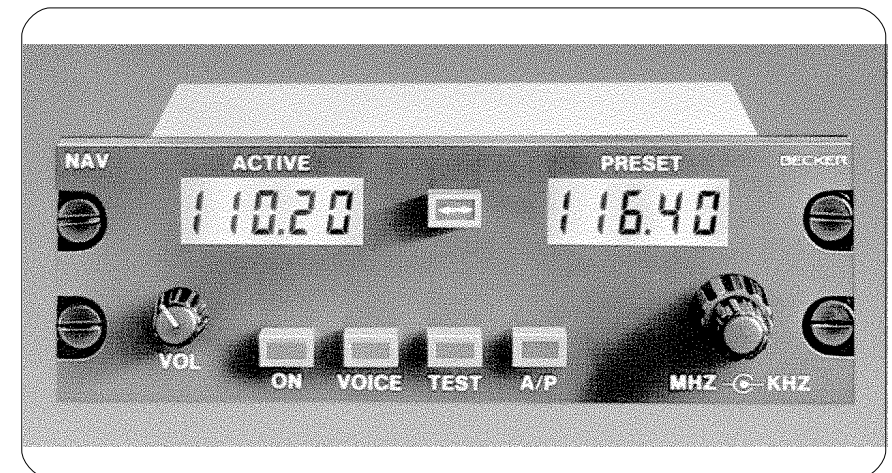 NAV ACTIVE PRESET BECKER
110.20 116.40
VOL
ON VOICE TEST A/P MHZ KHZ